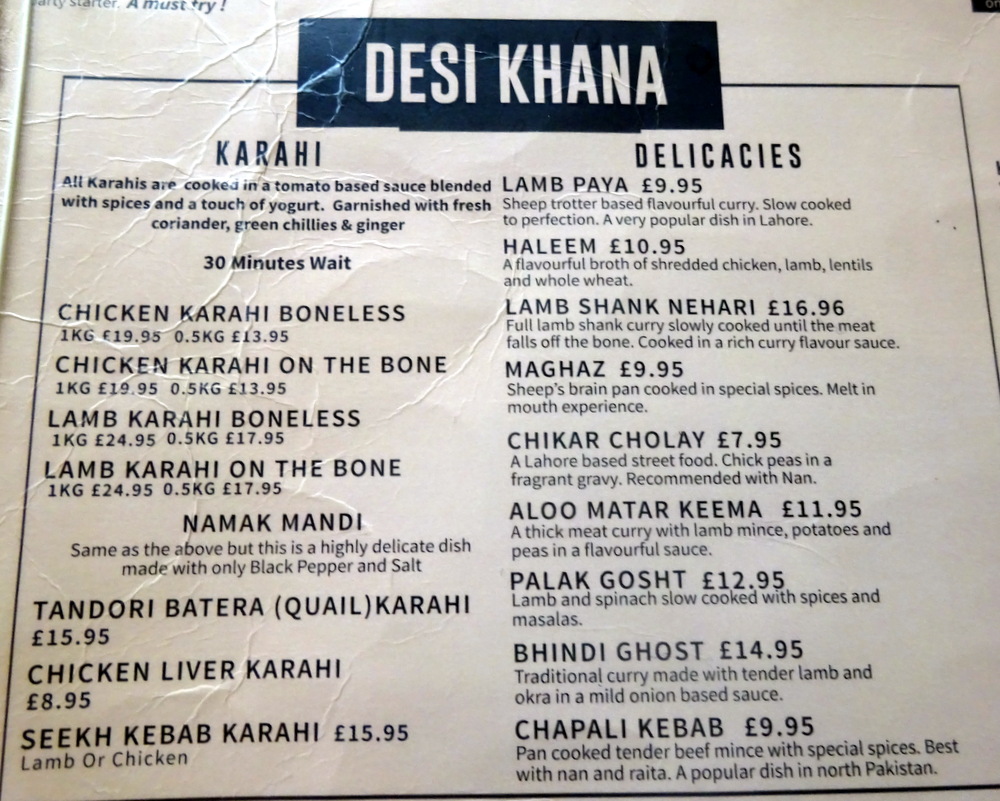 party starter. A must try !
DESI KHANA
KARAHI
All Karahis are cooked in a tomato based sauce blended
with spices and a touch of yogurt. Garnished with fresh
coriander, green chillies & ginger
30 Minutes Wait
CHICKEN KARAHI BONELESS
1KG £19.95 0.5KG £13.95
CHICKEN KARAHI ON THE BONE
1KG £19.95 0.5KG £13.95
LAMB KARAHI BONELESS
1KG £24.95 0.5KG £17.95
LAMB KARAHI ON THE BONE
1KG £24.95 0.5KG £17.95
NAMAK MANDI
Same as the above but this is a highly delicate dish
made with only Black Pepper and Salt
TANDORI BATERA (QUAIL)KARAHI
£15.95
CHICKEN LIVER KARAHI
£8.95
SEEKH KEBAB KARAHI £15.95
Lamb Or Chicken
DELICACIES
LAMB PAYA £9.95
Sheep trotter based flavourful curry. Slow cooked
to perfection. A very popular dish in Lahore.
HALEEM £10.95
A flavourful broth of shredded chicken, lamb, lentils
and whole wheat.
LAMB SHANK NEHARI £16.96
Full lamb shank curry slowly cooked until the meat
falls off the bone. Cooked in a rich curry flavour sauce.
MAGHAZ £9.95
Sheep's brain pan cooked in special spices. Melt in
mouth experience.
CHIKAR CHOLAY £7.95
A Lahore based street food. Chick peas in a
fragrant gravy. Recommended with Nan.
ALOO MATAR KEEMA £11.95
A thick meat curry with lamb mince, potatoes and
peas in a flavourful sauce.
PALAK GOSHT £12.95
Lamb and spinach slow cooked with spices and
masalas.
BHINDI GHOST £14.95
Traditional curry made with tender lamb and
okra in a mild onion based sauce.
CHAPALI KEBAB £9.95
Pan cooked tender beef mince with special spices. Best
with nan and raita. A popular dish in north Pakistan.